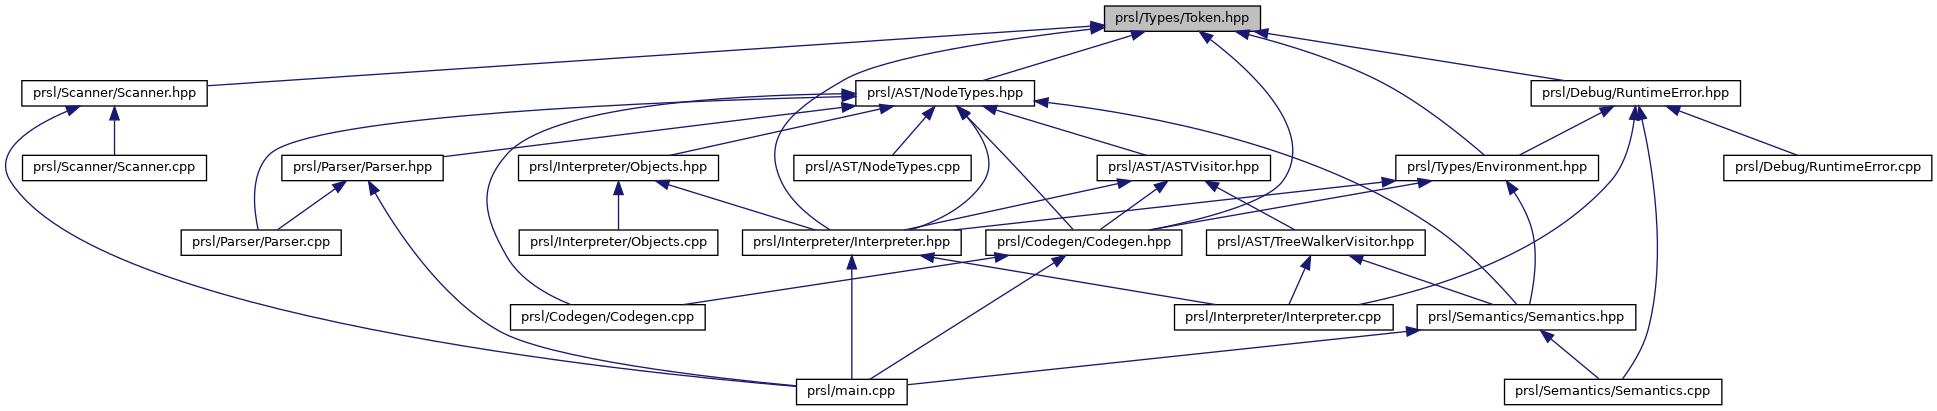 prsl/Types/Token.hpp
prsl/Scanner/Scanner.hpp
prsl/AST/NodeTypes.hpp
prsl/Debug/RuntimeError.hpp
prsl/Scanner/Scanner.cpp
prsl/Parser/Parser.hpp
prsl/Interpreter/Objects.hpp
prsl/AST/NodeTypes.cpp
prsl/AST/ASTVisitor.hpp
prsl/Types/Environment.hpp
prsl/Debug/RuntimeError.cpp
prsl/Parser/Parser.cpp
prsl/Interpreter/Objects.cpp
prsl/Interpreter/Interpreter.hpp
prsl/Codegen/Codegen.hpp
prsl/AST/TreeWalkerVisitor.hpp
prsl/Codegen/Codegen.cpp
prsl/Interpreter/Interpreter.cpp
prsl/Semantics/Semantics.hpp
prsl/main.cpp
prsl/Semantics/Semantics.cpp